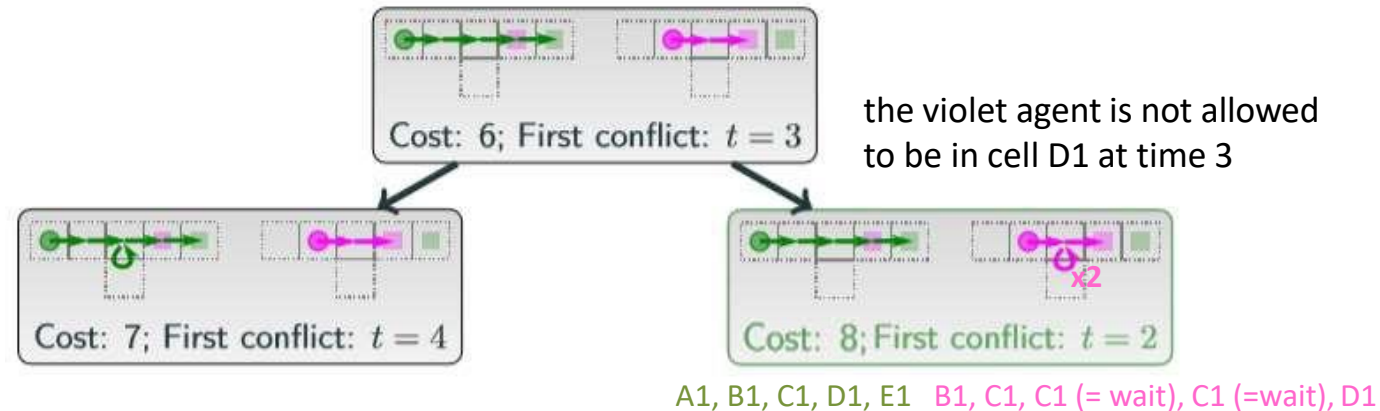 Cost: 6; First conflict: t = 3
the violet agent is not allowed
to be in cell D1 at time 3
Cost: 7; First conflict: t = 4
x2
Cost: 8; First conflict: t = 2
A1, B1, C1, D1, E1 B1, C1, C1 (= wait), C1 (=wait), D1